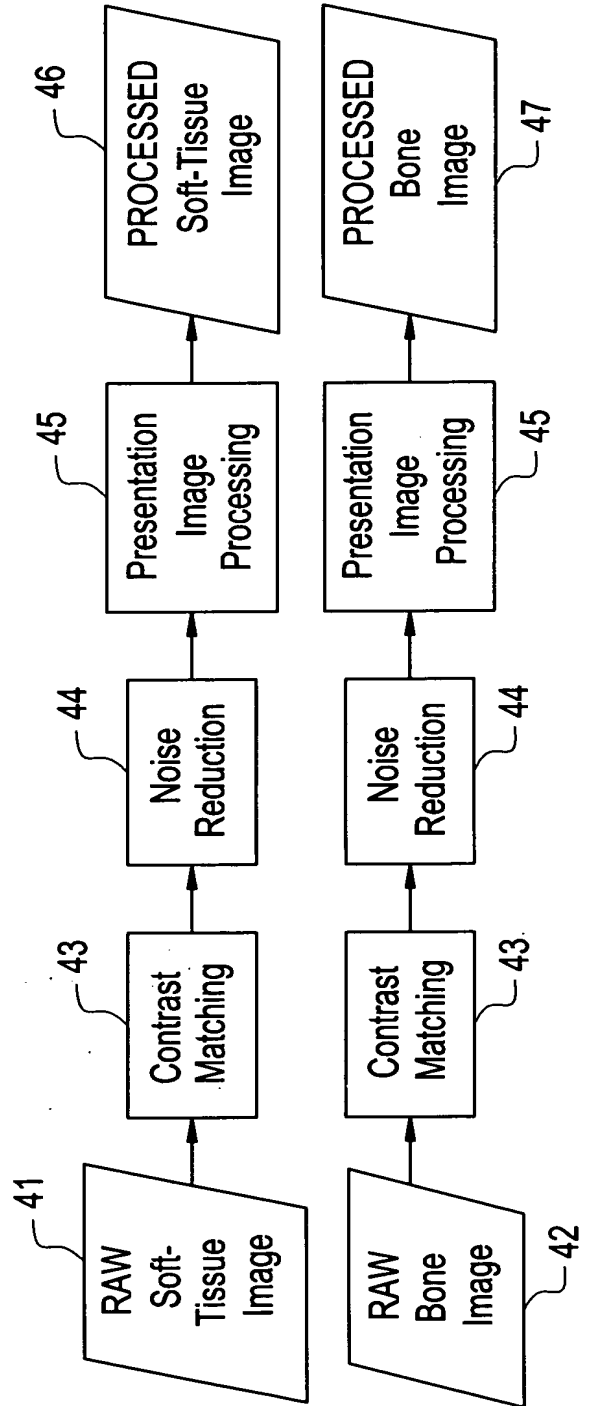 41
RAW
Soft-
Tissue
Image
43
Contrast
Matching
44
Noise
Reduction
45
Presentation
Image
Processing
46
PROCESSED
Soft-Tissue
Image
RAW
Bone
Image
42
Contrast
Matching
43
Noise
Reduction
44
Presentation
Image
Processing
45
PROCESSED
Bone
Image
47